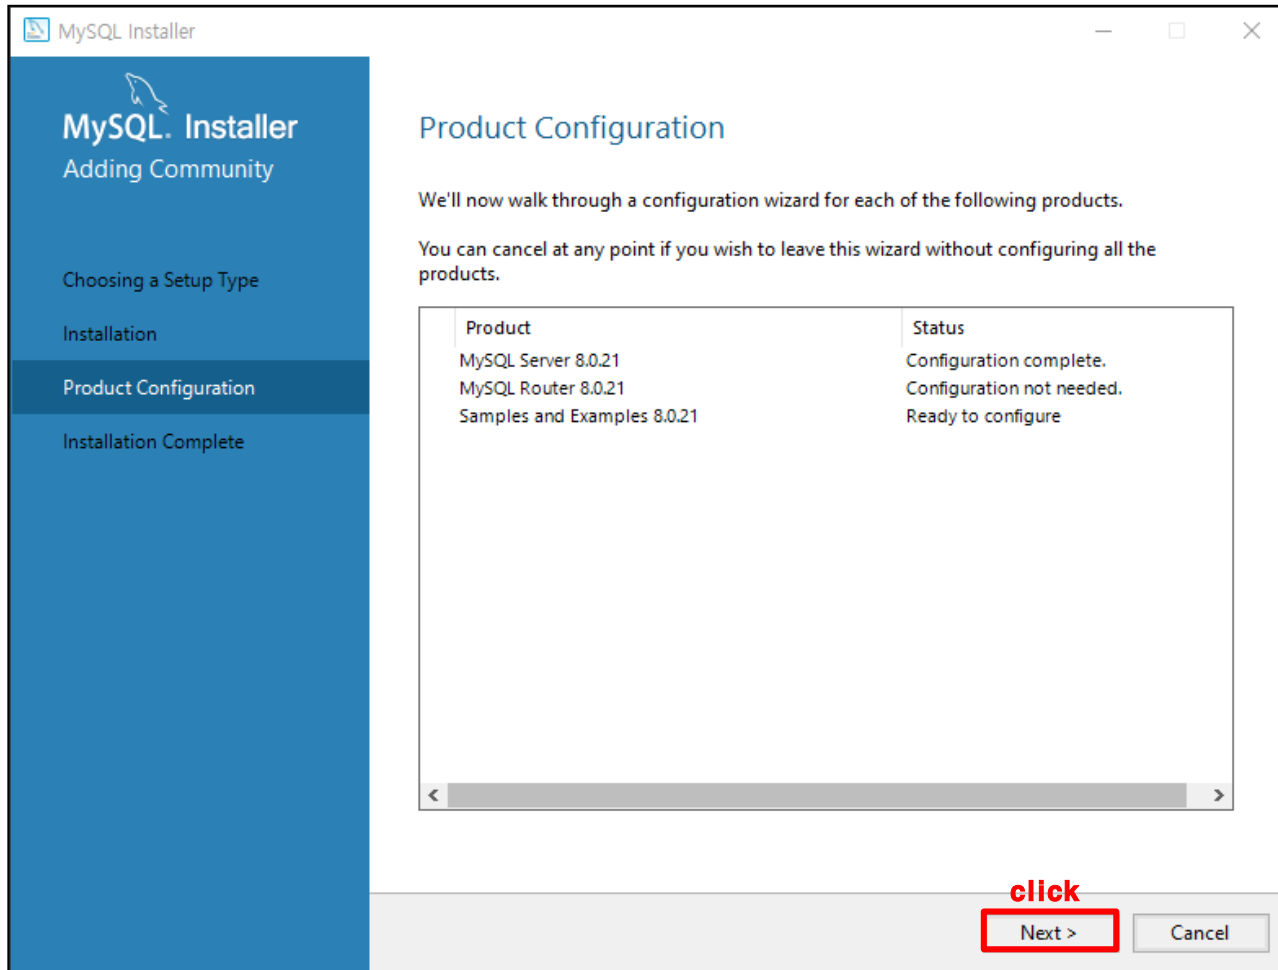 MySQL Installer
MySQL. Installer
Adding Community
Choosing a Setup Type
Installation
Product Configuration
Installation Complete
Product Configuration
We'll now walk through a configuration wizard for each of the following products.
You can cancel at any point if you wish to leave this wizard without configuring all the
products.
Product Status
MySQL Server 8.0.21 Configuration complete.
MySQL Router 8.0.21 Configuration not needed.
Samples and Examples 8.0.21 Ready to configure
click
Next > Cancel